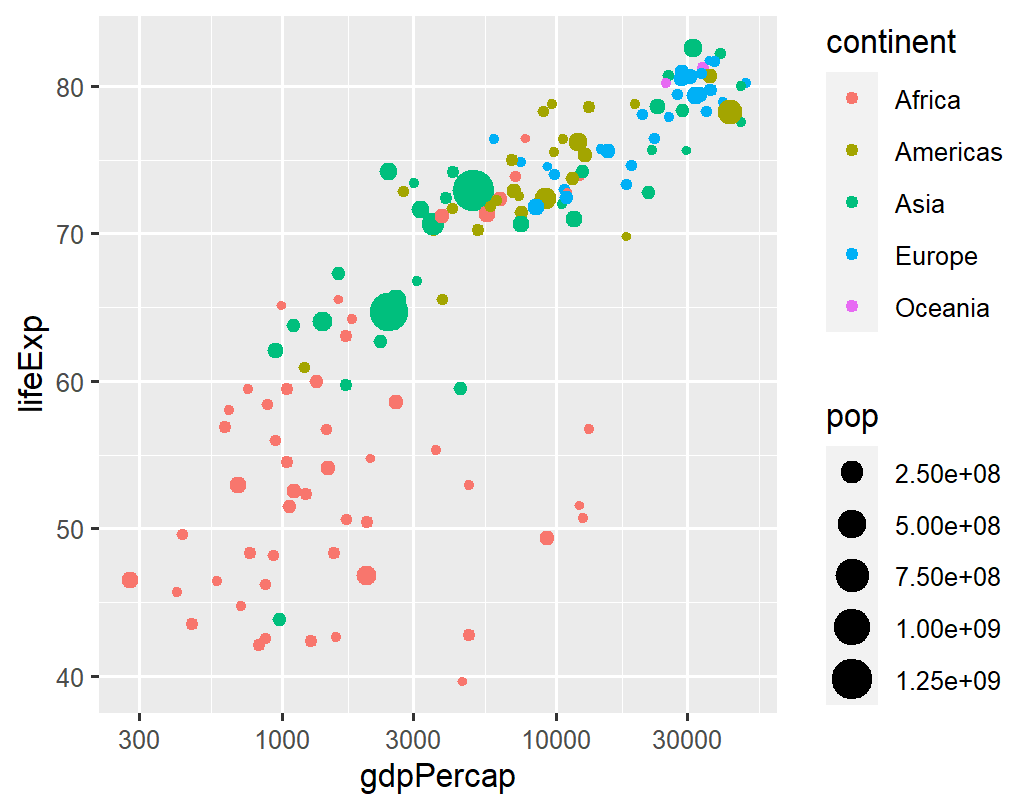 continent
Africa
Americas
Asia
Europe
Oceania
pop
2.50e+08
5.00e+08
7.50e+08
1.00e+09
1.25e+09
lifeExp
80
70
60
50
40
300 1000 3000 10000 30000
gdpPercap